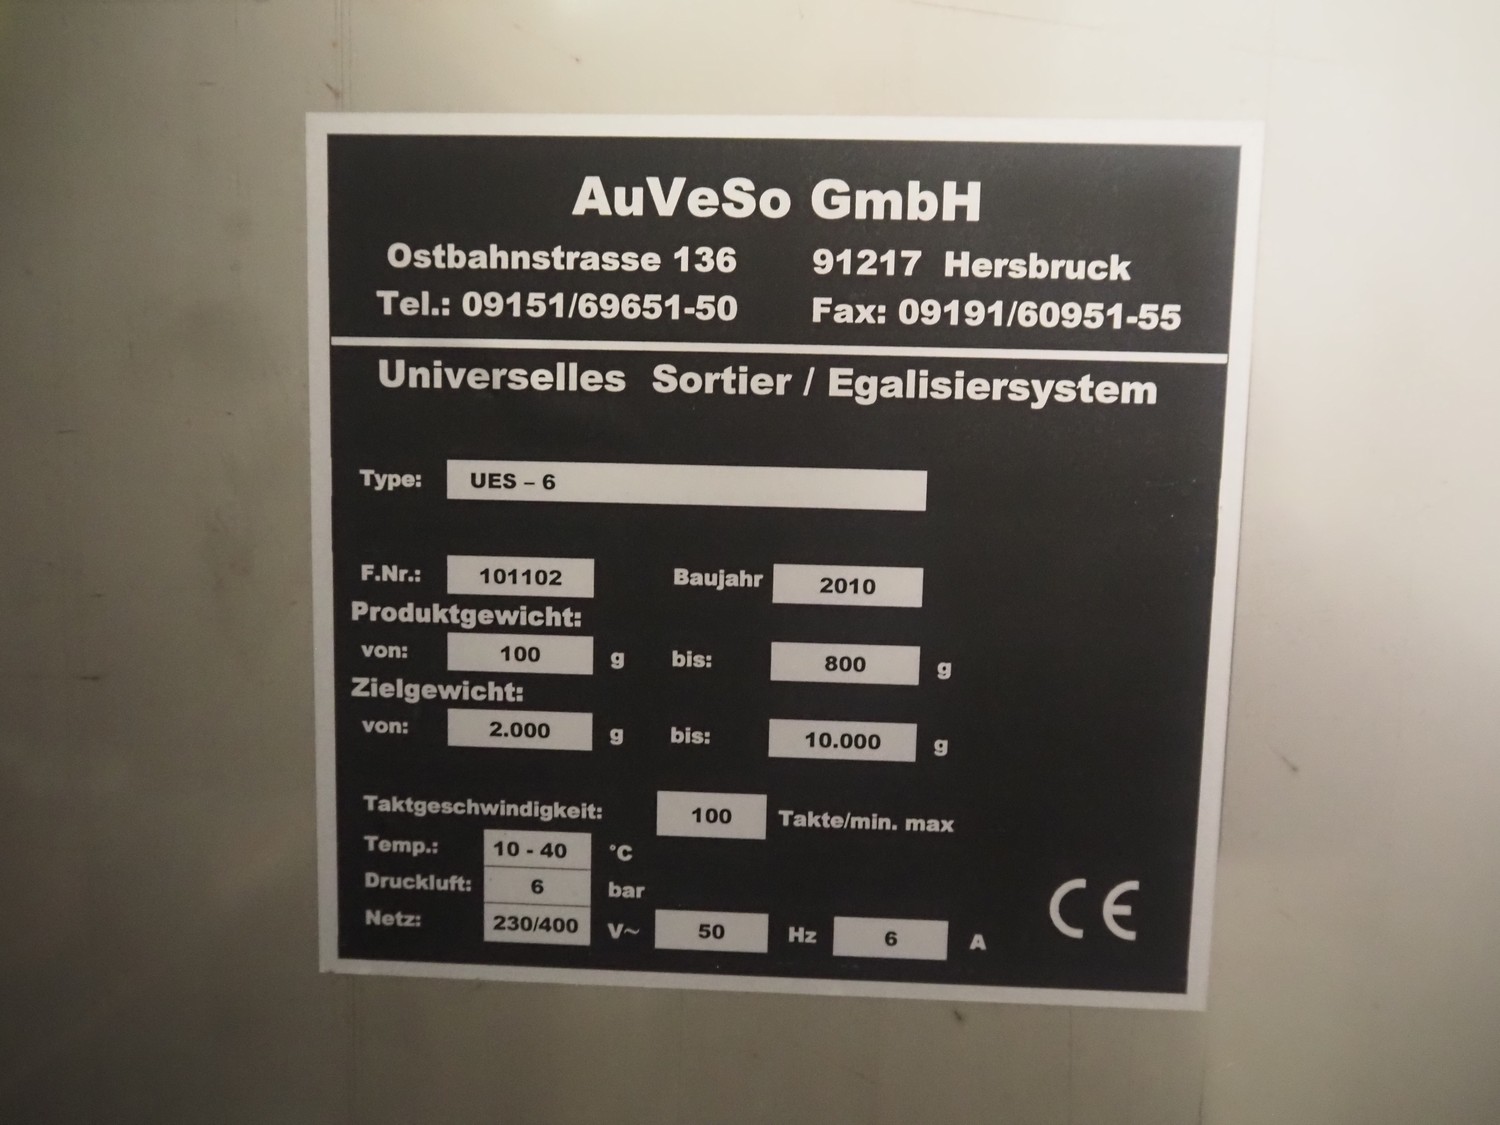 AuVeSo GmbH
Ostbahnstrasse 136 91217 Hersbruck
Tel.: 09151/69651-50 Fax: 09191/60951-55
Universelles Sortier / Egalisiersystem
Type: UES – 6
F.Nr.: 101102 Baujahr 2010
Produktgewicht:
von: 100 g bis: 800 g
Zielgewicht:
von: 2.000 g bis: 10.000 g
Taktgeschwindigkeit: 100 Takte/min. max
Temp.: 10 - 40 °C
Druckluft: 6 bar
Netz: 230/400 V~ 50 Hz 6 A
CE